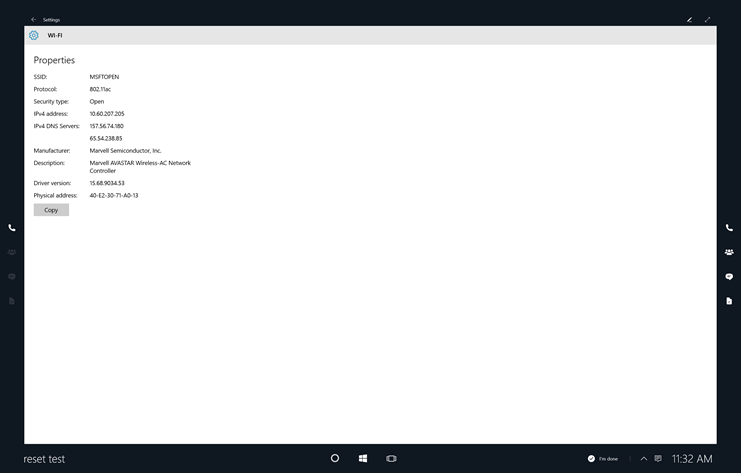 Settings
WI-FI
Properties
SSID: MSFTOPEN
Protocol: 802.11ac
Security type: Open
IPv4 address: 10.60.207.205
IPv4 DNS Servers: 157.56.74.180
65.54.238.85
Manufacturer: Marvell Semiconductor, Inc.
Description: Marvell AVASTAR Wireless-AC Network
Controller
Driver version: 15.68.9034.53
Physical address: 40-E2-30-71-A0-13
Copy
reset test
I'm done
11:32 AM